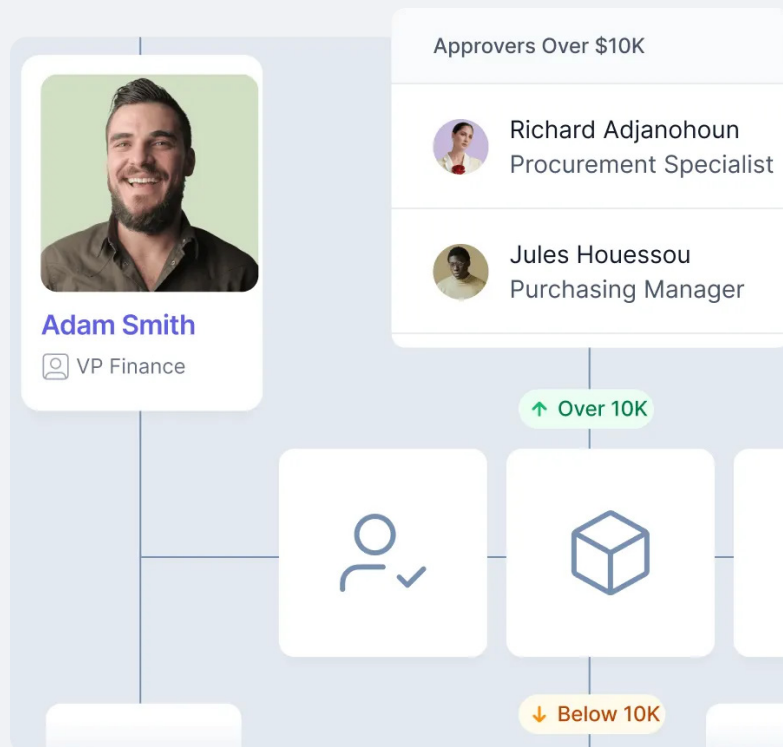 Approvers Over $10K
Richard Adjanohoun
Procurement Specialist
Jules Houessou
Purchasing Manager
Adam Smith
VP Finance
Over 10K
Below 10K